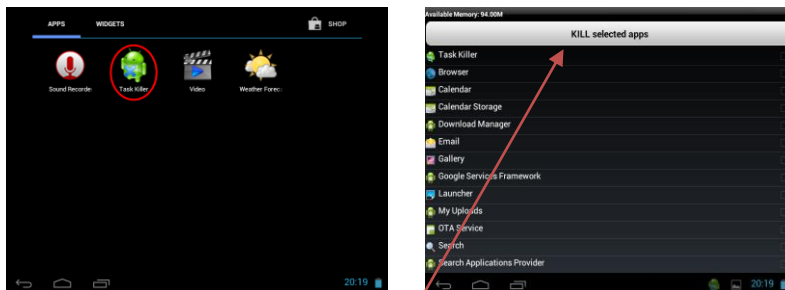 APPS WIDGETS SHOP
Sound Recorde Task Killer Video Weather Forec
20:19
Available Memory: 94.00M
KILL selected apps
Task Killer
Browser
Calendar
Calendar Storage
Download Manager
Email
Gallery
Google Services Framework
Launcher
My Uploads
OTA Service
Search
Search Applications Provider
20:19